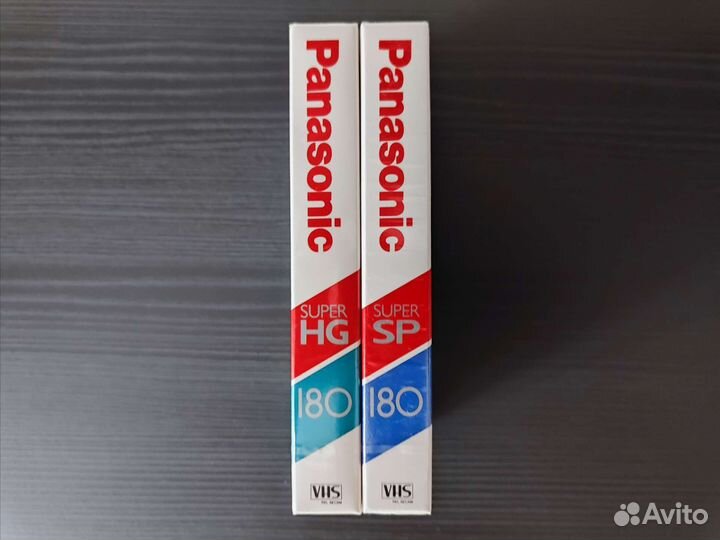 Panasonic
SUPER
HG
180
VHS
Panasonic
SUPER
SP
180
VHS
Avito